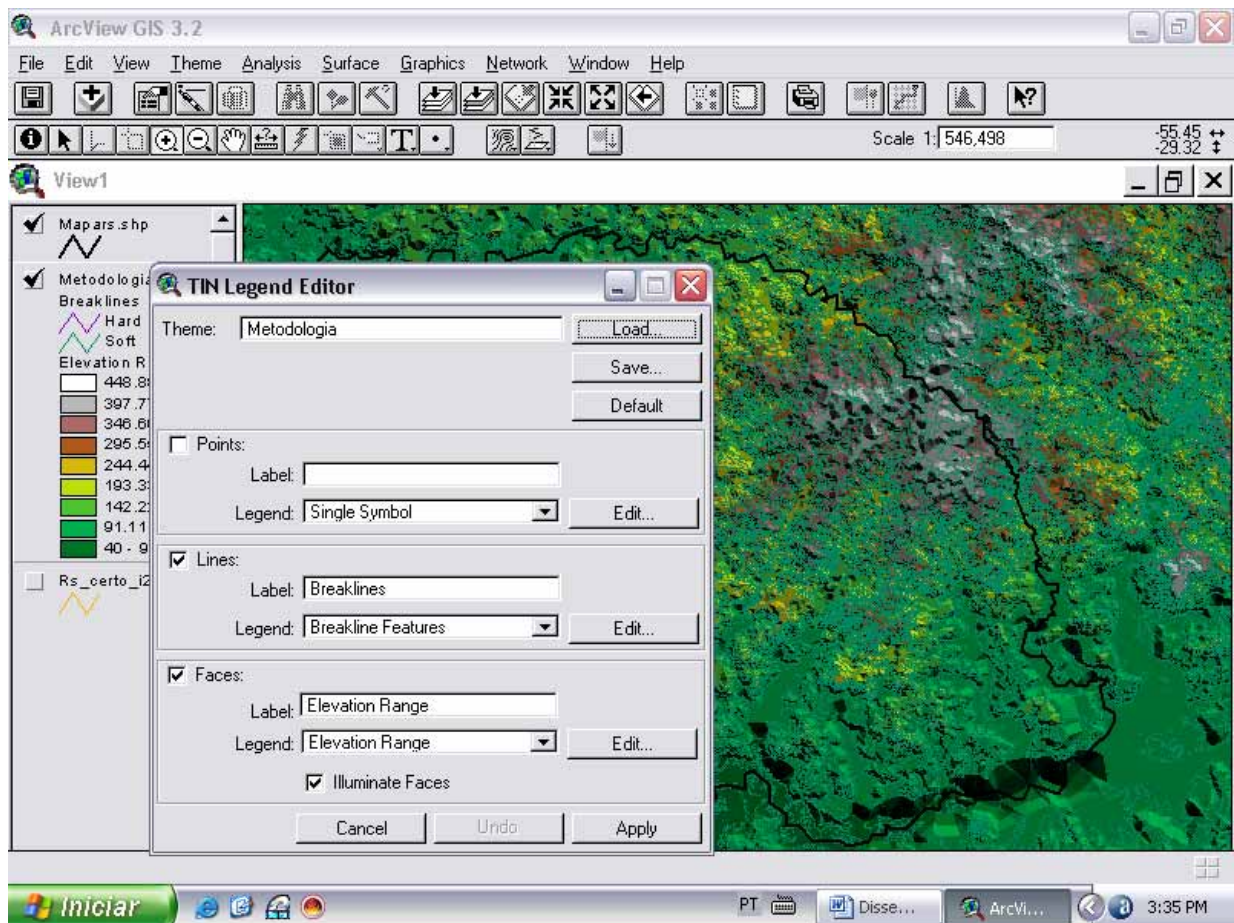 ArcView GIS 3.2
File Edit View Theme Analysis Surface Graphics Network Window Help
Scale 1: 546,498
-55.45
-29.32
View1
Mapars.shp
Metodologia
Breaklines
Hard
Soft
Elevation R
448.8
397.7
346.6
295.5
244.4
193.3
142.2
91.11
40 - 9
Rs_certo_i2
TIN Legend Editor
Theme: Metodologia
Load...
Save...
Default
Points:
Label:
Legend: Single Symbol Edit...
Lines:
Label: Breaklines
Legend: Breakline Features Edit...
Faces:
Label: Elevation Range
Legend: Elevation Range Edit...
Illuminate Faces
Cancel Undo Apply
Iniciar PT Disse... ArcVi... 3:35 PM